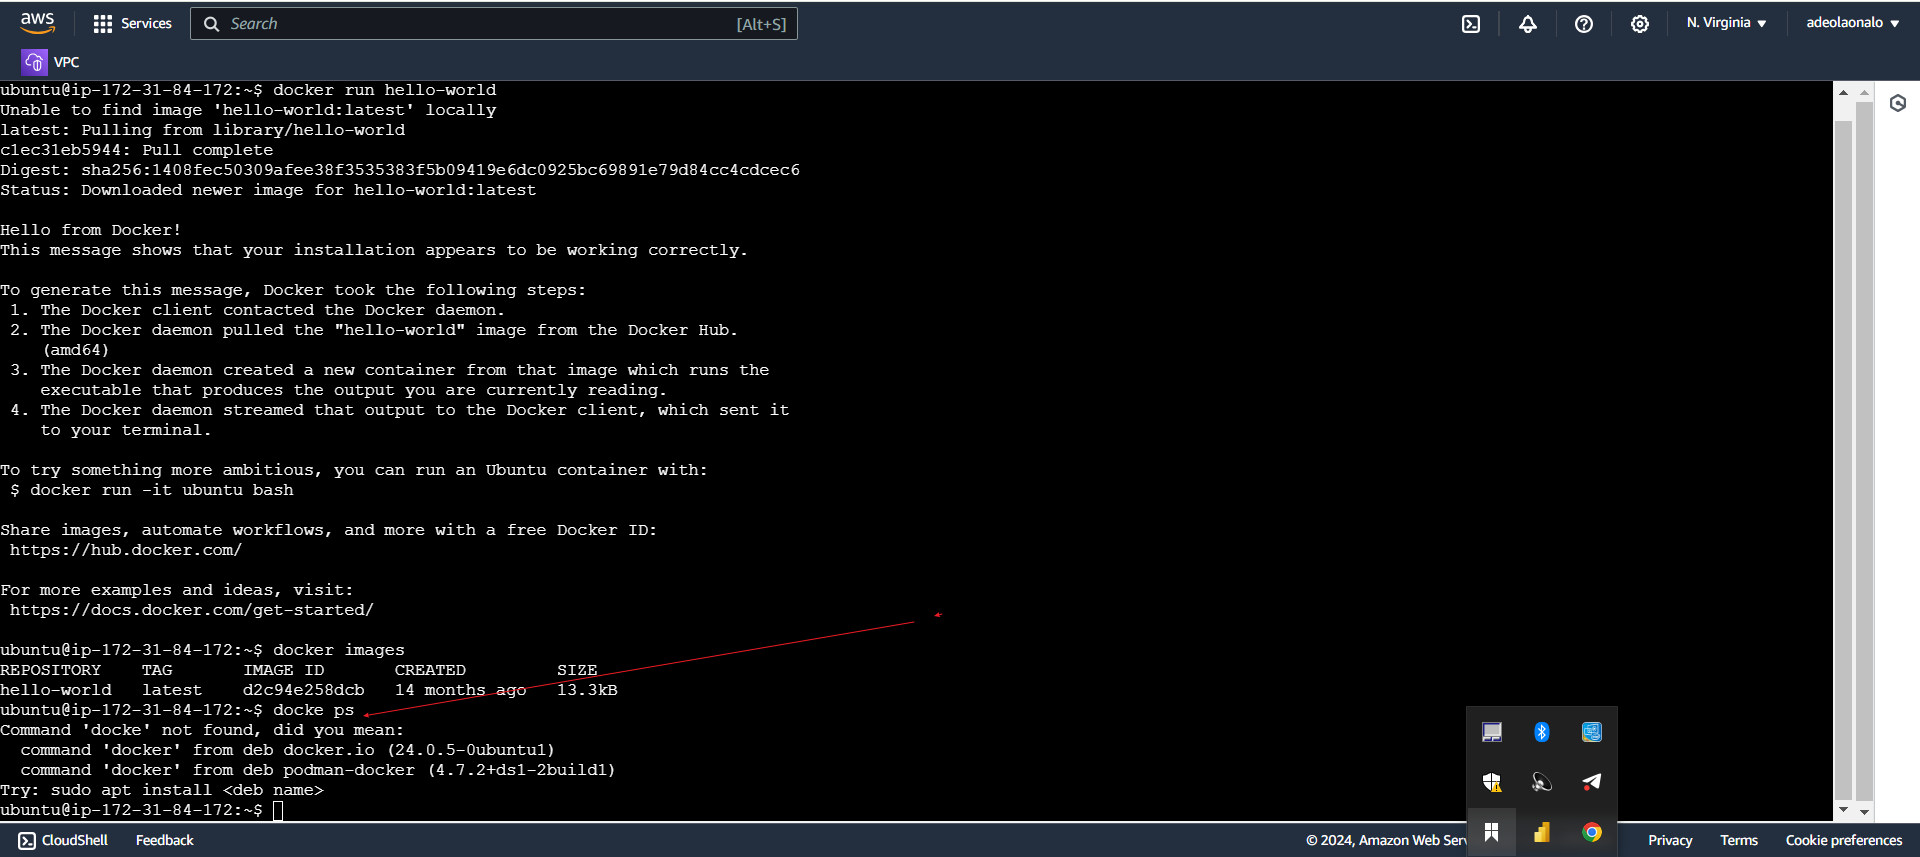 aws
Services
Search [Alt+S]
N. Virginia
adeolaonalo
VPC
ubuntu@ip-172-31-84-172:~$ docker run hello-world
Unable to find image 'hello-world:latest' locally
latest: Pulling from library/hello-world
c1ec31eb5944: Pull complete
Digest: sha256:1408fec50309afee38f3535383f5b09419e6dc0925bc69891e79d84cc4cdcec6
Status: Downloaded newer image for hello-world:latest
Hello from Docker!
This message shows that your installation appears to be working correctly.
To generate this message, Docker took the following steps:
1. The Docker client contacted the Docker daemon.
2. The Docker daemon pulled the "hello-world" image from the Docker Hub.
(amd64)
3. The Docker daemon created a new container from that image which runs the
executable that produces the output you are currently reading.
4. The Docker daemon streamed that output to the Docker client, which sent it
to your terminal.
To try something more ambitious, you can run an Ubuntu container with:
$ docker run -it ubuntu bash
Share images, automate workflows, and more with a free Docker ID:
https://hub.docker.com/
For more examples and ideas, visit:
https://docs.docker.com/get-started/
ubuntu@ip-172-31-84-172:~$ docker images
REPOSITORY TAG IMAGE ID CREATED SIZE
hello-world latest d2c94e258dcb 14 months ago 13.3kB
ubuntu@ip-172-31-84-172:~$ docke ps
Command 'docke' not found, did you mean:
command 'docker' from deb docker.io (24.0.5-0ubuntu1)
command 'docker' from deb podman-docker (4.7.2+ds1-2build1)
Try: sudo apt install <deb name>
ubuntu@ip-172-31-84-172:~$
CloudShell
Feedback
© 2024, Amazon Web Serv
Privacy
Terms
Cookie preferences